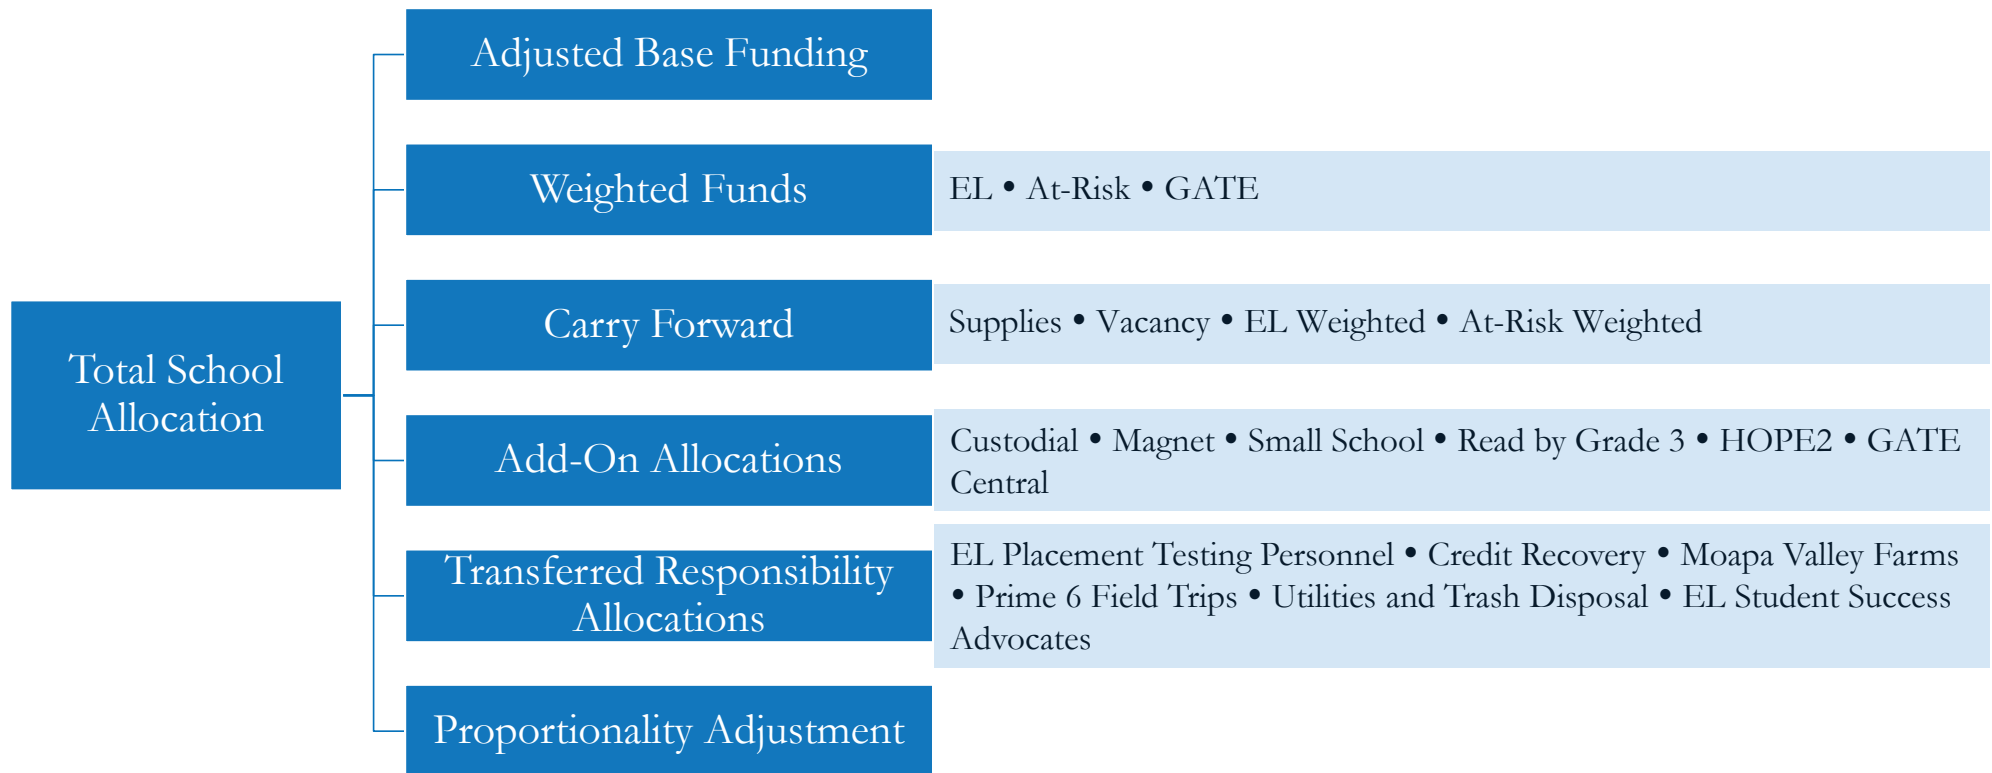 Adjusted Base Funding
Weighted Funds
EL • At-Risk • GATE
Carry Forward
Supplies • Vacancy • EL Weighted • At-Risk Weighted
Total School
Allocation
Add-On Allocations
Custodial • Magnet • Small School • Read by Grade 3 • HOPE2 • GATE
Central
Transferred Responsibility
Allocations
EL Placement Testing Personnel • Credit Recovery • Moapa Valley Farms
• Prime 6 Field Trips • Utilities and Trash Disposal • EL Student Success
Advocates
Proportionality Adjustment